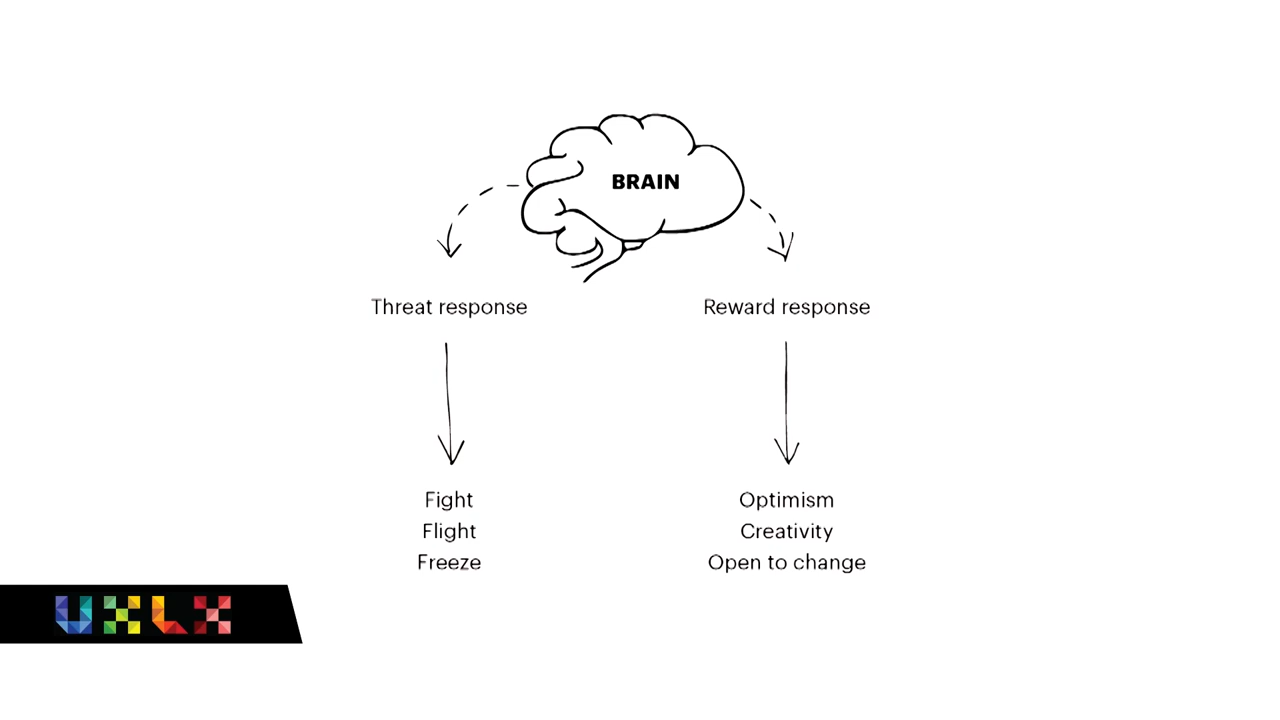 BRAIN
Threat response
Reward response
Fight
Flight
Freeze
Optimism
Creativity
Open to change
UXLX